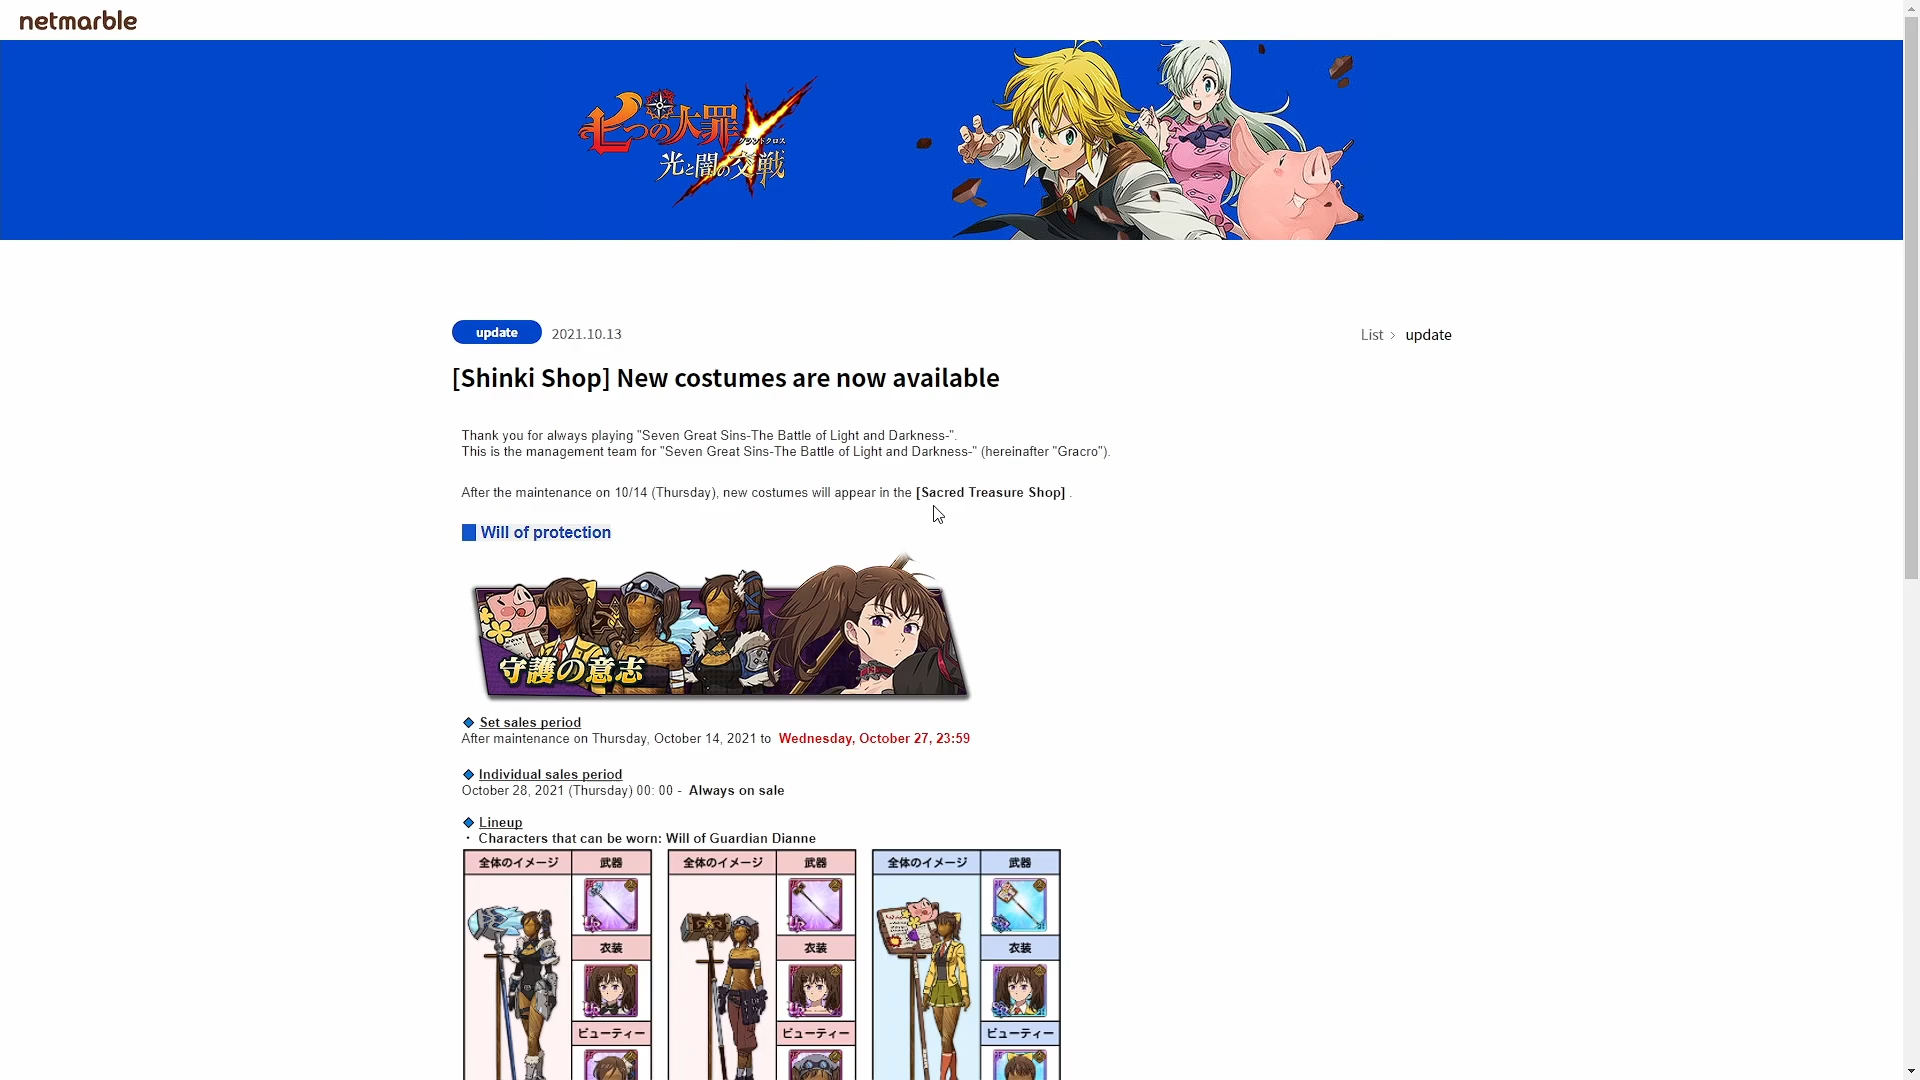 netmarble
七つの大罪
グランドクロス
光と闇の交戦
update 2021.10.13
List > update
[Shinki Shop] New costumes are now available
Thank you for always playing "Seven Great Sins-The Battle of Light and Darkness-".
This is the management team for "Seven Great Sins-The Battle of Light and Darkness-" (hereinafter "Gracro").
After the maintenance on 10/14 (Thursday), new costumes will appear in the [Sacred Treasure Shop] .
Will of protection
守護の意志
Set sales period
After maintenance on Thursday, October 14, 2021 to Wednesday, October 27, 23:59
Individual sales period
October 28, 2021 (Thursday) 00: 00 - Always on sale
Lineup
・ Characters that can be worn: Will of Guardian Dianne
全体のイメージ 武器 全体のイメージ 武器 全体のイメージ 武器
UR UR SR
衣装 衣装 衣装
UR UR SR
ビューティー ビューティー ビューティー